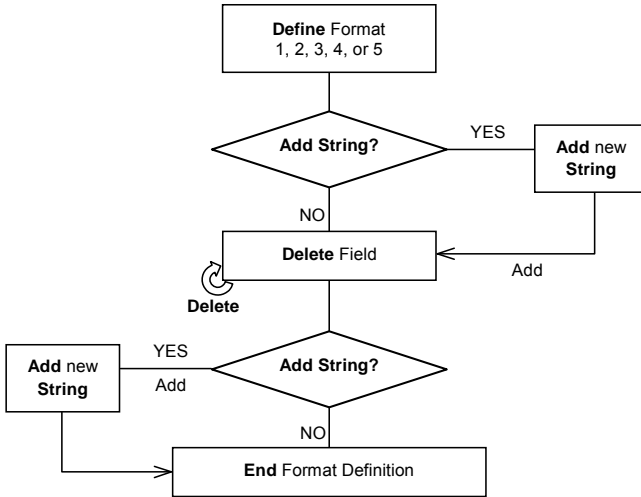 Define Format
1, 2, 3, 4, or 5
Add String?
YES
Add new
String
NO
Delete Field
Add
Delete
Add String?
YES
Add
Add new
String
NO
End Format Definition